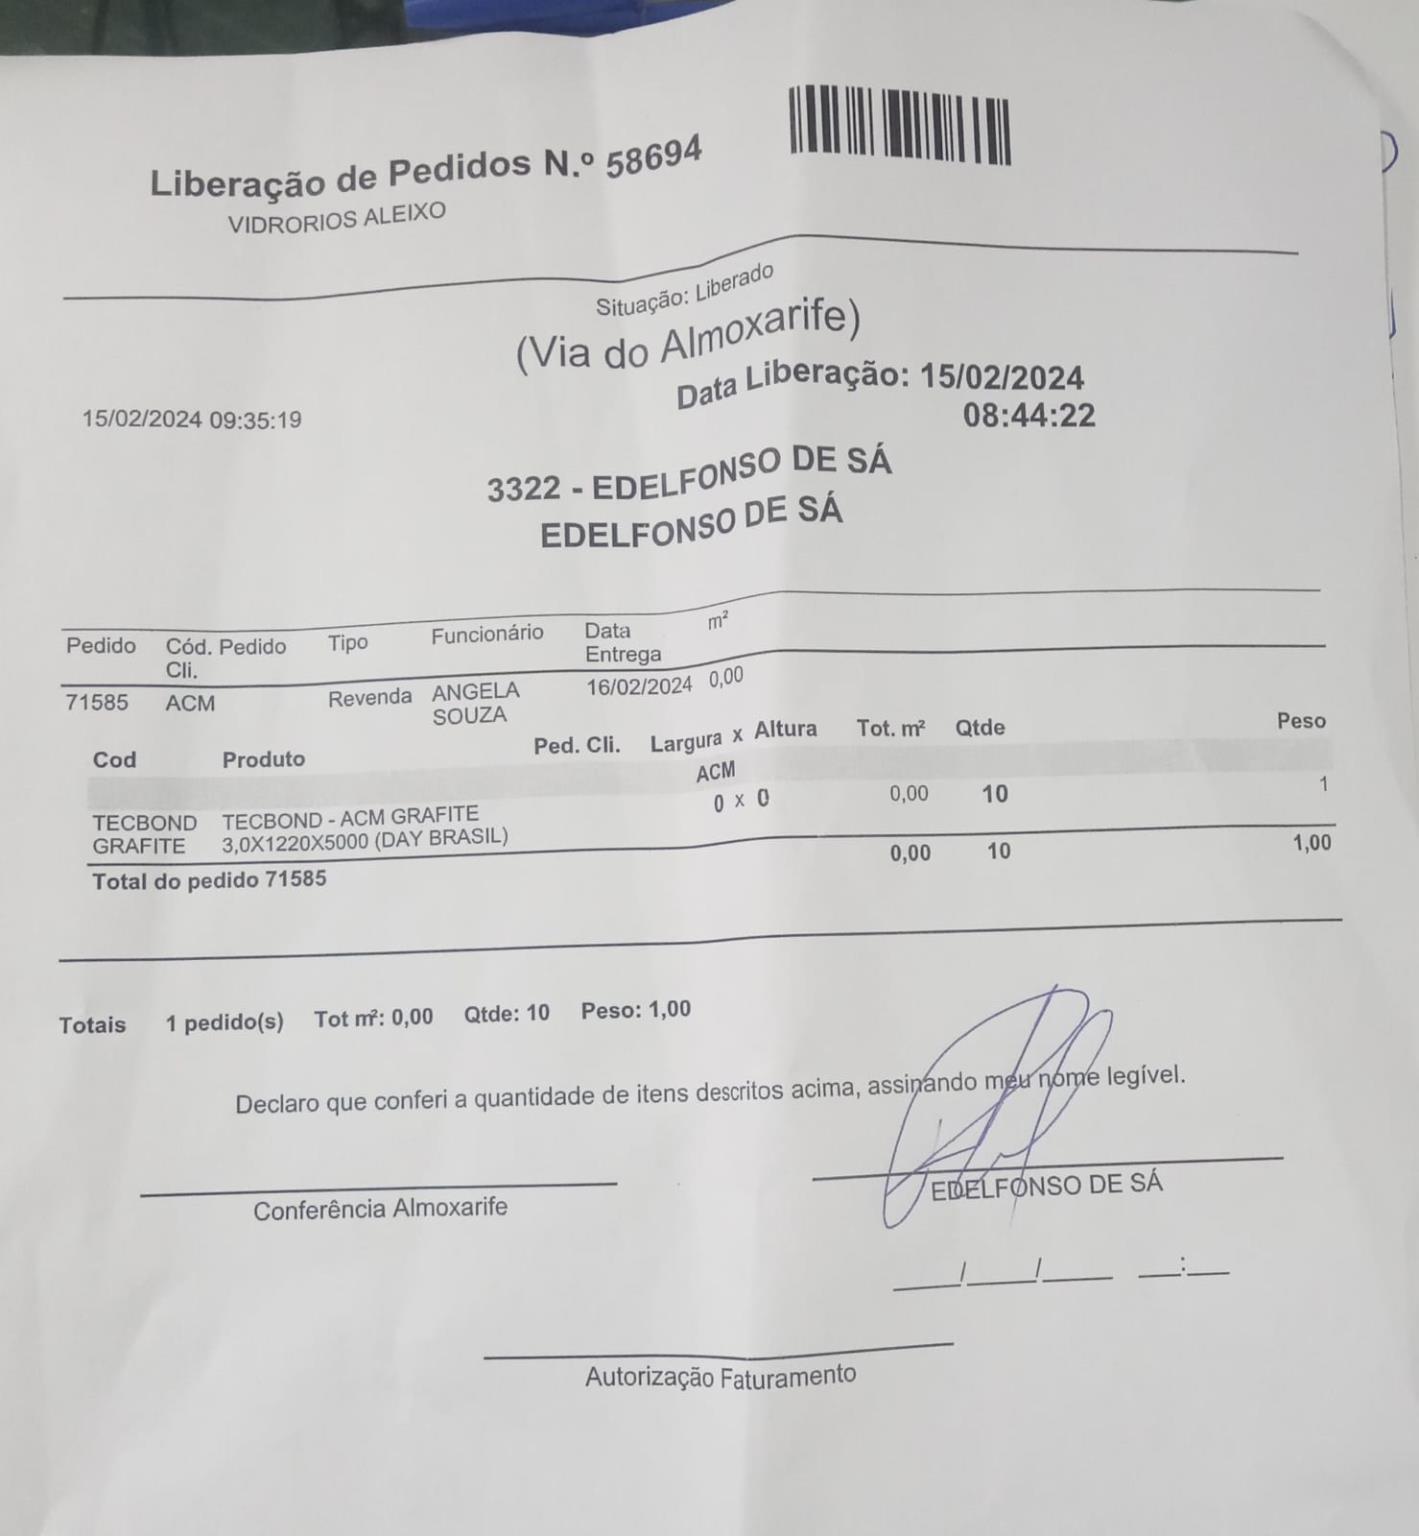 Liberação de Pedidos N.º 58694
VIDRORIOS ALEIXO
Situação: Liberado
(Via do Almoxarife)
Data Liberação: 15/02/2024
15/02/2024 09:35:19
08:44:22
3322 - EDELFONSO DE SÁ
EDELFONSO DE SÁ
Pedido Cód. Pedido Tipo Funcionário Data m²
Cli. Entrega
71585 ACM Revenda ANGELA 16/02/2024 0,00
SOUZA
Cod Produto Ped. Cli. Largura x Altura Tot. m² Qtde Peso
ACM
TECBOND TECBOND - ACM GRAFITE 0 x 0 0,00 10 1
GRAFITE 3,0X1220X5000 (DAY BRASIL)
Total do pedido 71585 0,00 10 1,00
Totais 1 pedido(s) Tot m²: 0,00 Qtde: 10 Peso: 1,00
Declaro que conferi a quantidade de itens descritos acima, assinando meu nome legível.
Conferência Almoxarife EDELFONSO DE SÁ
____/____/____ ___:___
Autorização Faturamento